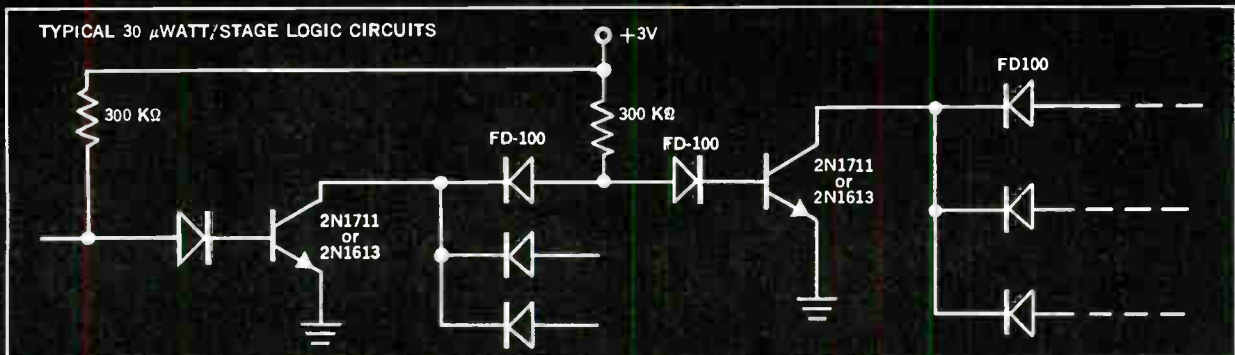 TYPICAL 30 µWATT/STAGE LOGIC CIRCUITS
+3V
FD100
300 KΩ
300 KΩ
FD-100
FD-100
2N1711
or
2N1613
2N1711
or
2N1613